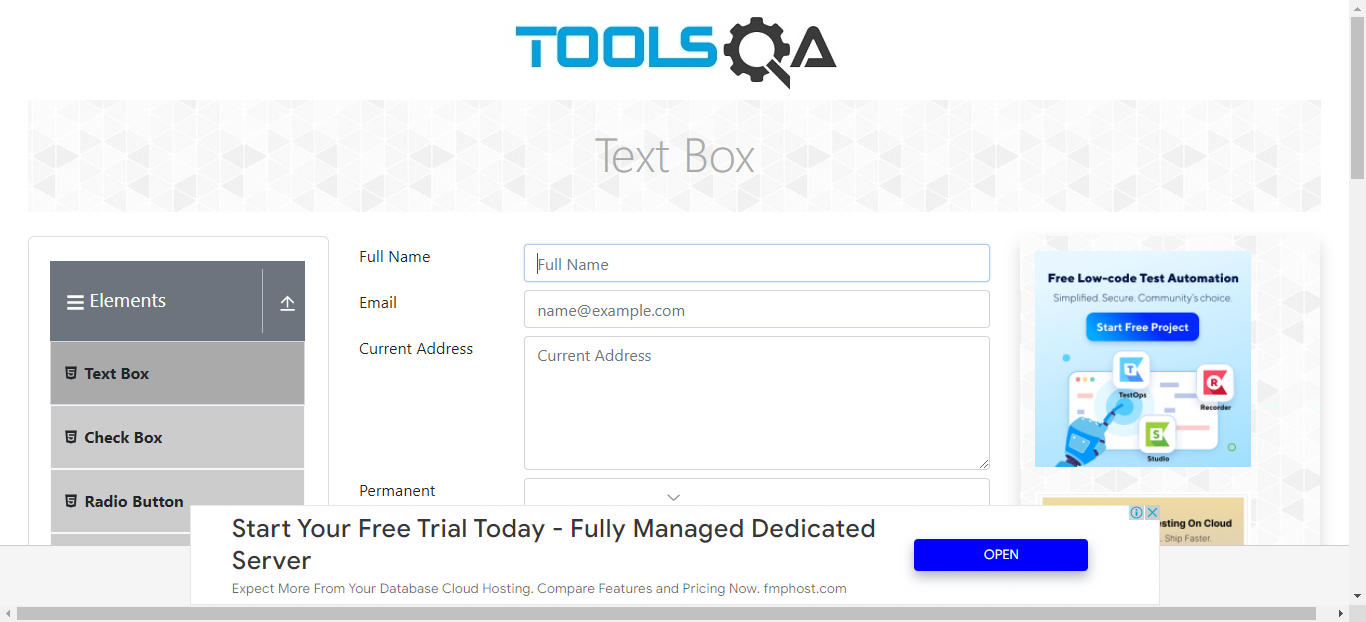 TOOLSQA
Text Box
Elements
Text Box
Check Box
Radio Button
Full Name
Full Name
Email
name@example.com
Current Address
Current Address
Permanent
Free Low-code Test Automation
Simplified. Secure. Community's choice.
Start Free Project
TestOps
Recorder
Studio
sting On Cloud
Ship Faster.
Start Your Free Trial Today - Fully Managed Dedicated
Server
Expect More From Your Database Cloud Hosting. Compare Features and Pricing Now. fmphost.com
OPEN